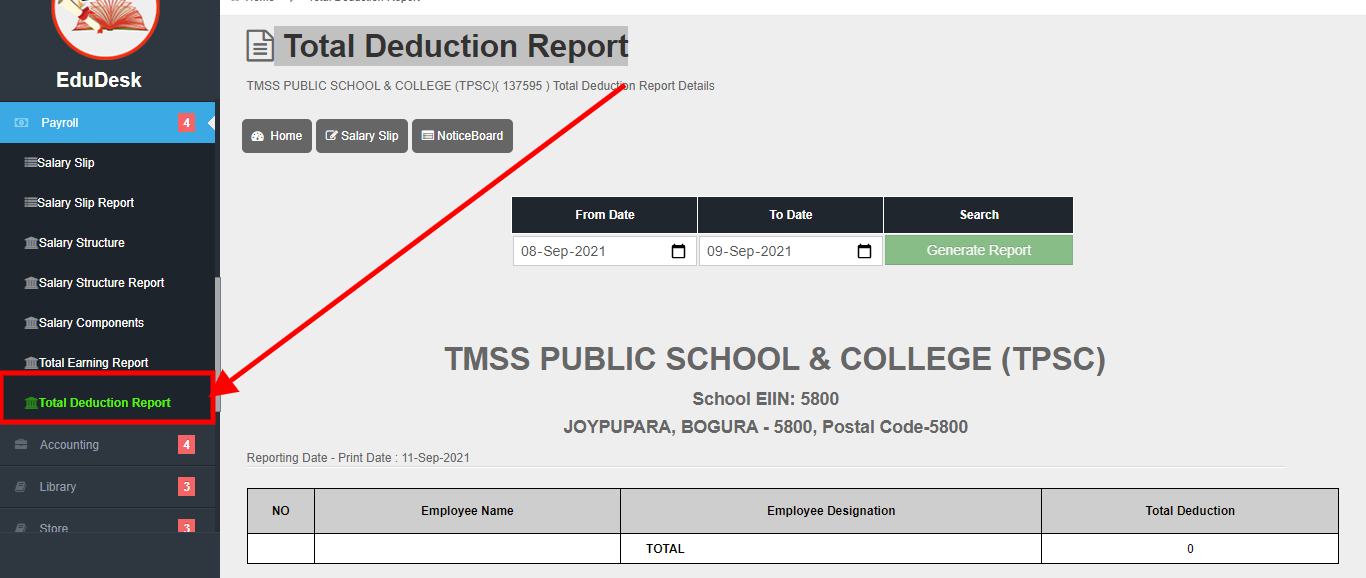 EduDesk
Payroll 4
Salary Slip
Salary Slip Report
Salary Structure
Salary Structure Report
Salary Components
Total Earning Report
Total Deduction Report
Accounting 4
Library 3
Store 3
Total Deduction Report
TMSS PUBLIC SCHOOL & COLLEGE (TPSC)( 137595 ) Total Deduction Report Details
Home Salary Slip NoticeBoard
From Date To Date Search
08-Sep-2021 09-Sep-2021 Generate Report
TMSS PUBLIC SCHOOL & COLLEGE (TPSC)
School EIIN: 5800
JOYPUPARA, BOGURA - 5800, Postal Code-5800
Reporting Date - Print Date : 11-Sep-2021
NO Employee Name Employee Designation Total Deduction
TOTAL 0